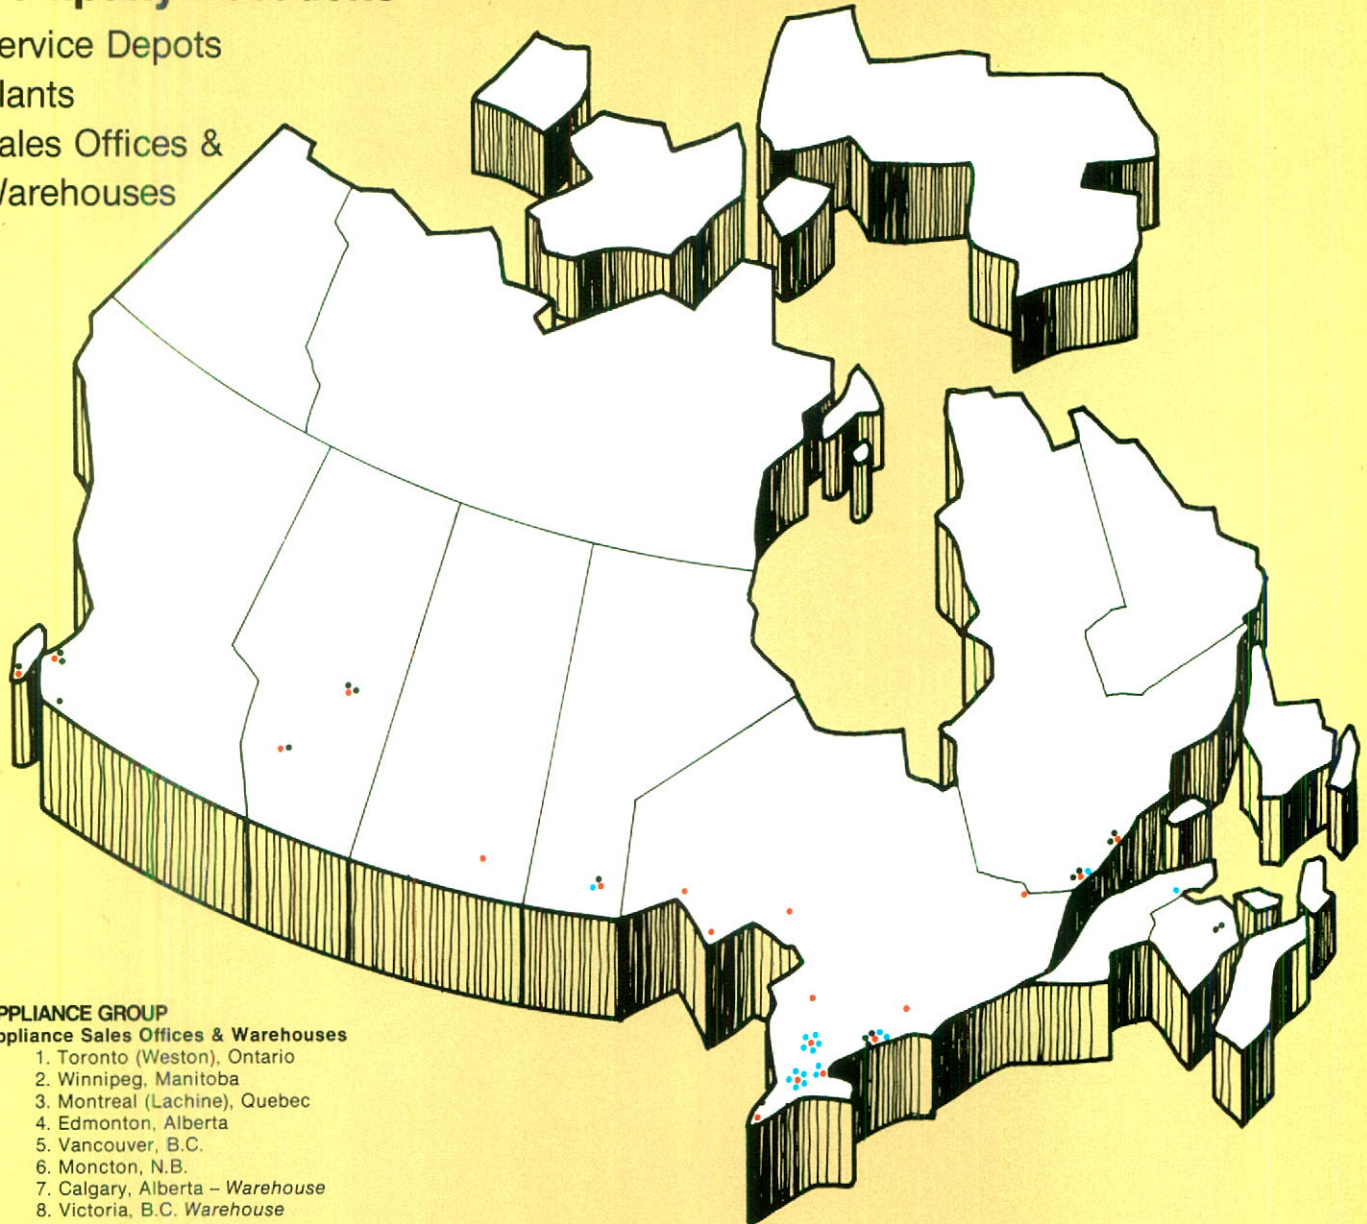 ervice Depots
lants
ales Offices &
Warehouses
PPLIANCE GROUP
ppliance Sales Offices & Warehouses
1. Toronto (Weston), Ontario
2. Winnipeg, Manitoba
3. Montreal (Lachine), Quebec
4. Edmonton, Alberta
5. Vancouver, B.C.
6. Moncton, N.B.
7. Calgary, Alberta – Warehouse
8. Victoria, B.C. Warehouse